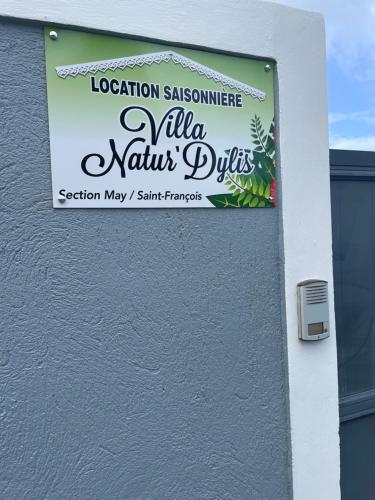 LOCATION SAISONNIÈRE
Villa
Natur'Dylis
Section May / Saint-François